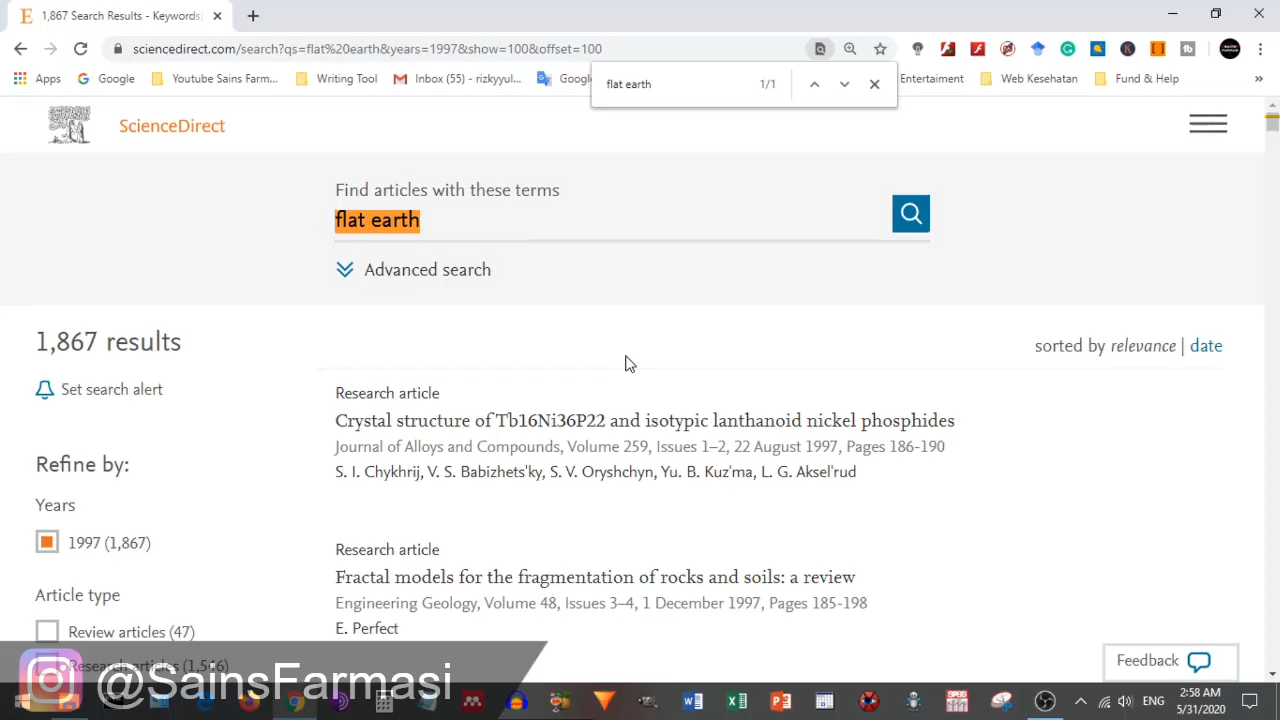 1,867 Search Results - Keywords(
sciencedirect.com/search?qs=flat%20earth&years=1997&show=100&offset=100
Apps
Google
Youtube Sains Farm...
Writing Tool
Inbox (55) - rizkyyul...
Google
Entertaiment
Web Kesehatan
Fund & Help
»
flat earth 1/1
ScienceDirect
Find articles with these terms
flat earth
Advanced search
1,867 results
sorted by relevance | date
Set search alert
Refine by:
Years
1997 (1,867)
Article type
Review articles (47)
Research articles (1,546)
Research article
Crystal structure of Tb16Ni36P22 and isotypic lanthanoid nickel phosphides
Journal of Alloys and Compounds, Volume 259, Issues 1–2, 22 August 1997, Pages 186-190
S. I. Chykhrij, V. S. Babizhets'ky, S. V. Oryshchyn, Yu. B. Kuz'ma, L. G. Aksel'rud
Research article
Fractal models for the fragmentation of rocks and soils: a review
Engineering Geology, Volume 48, Issues 3–4, 1 December 1997, Pages 185-198
E. Perfect
Feedback
@SainsFarmasi
ENG
2:58 AM
5/31/2020